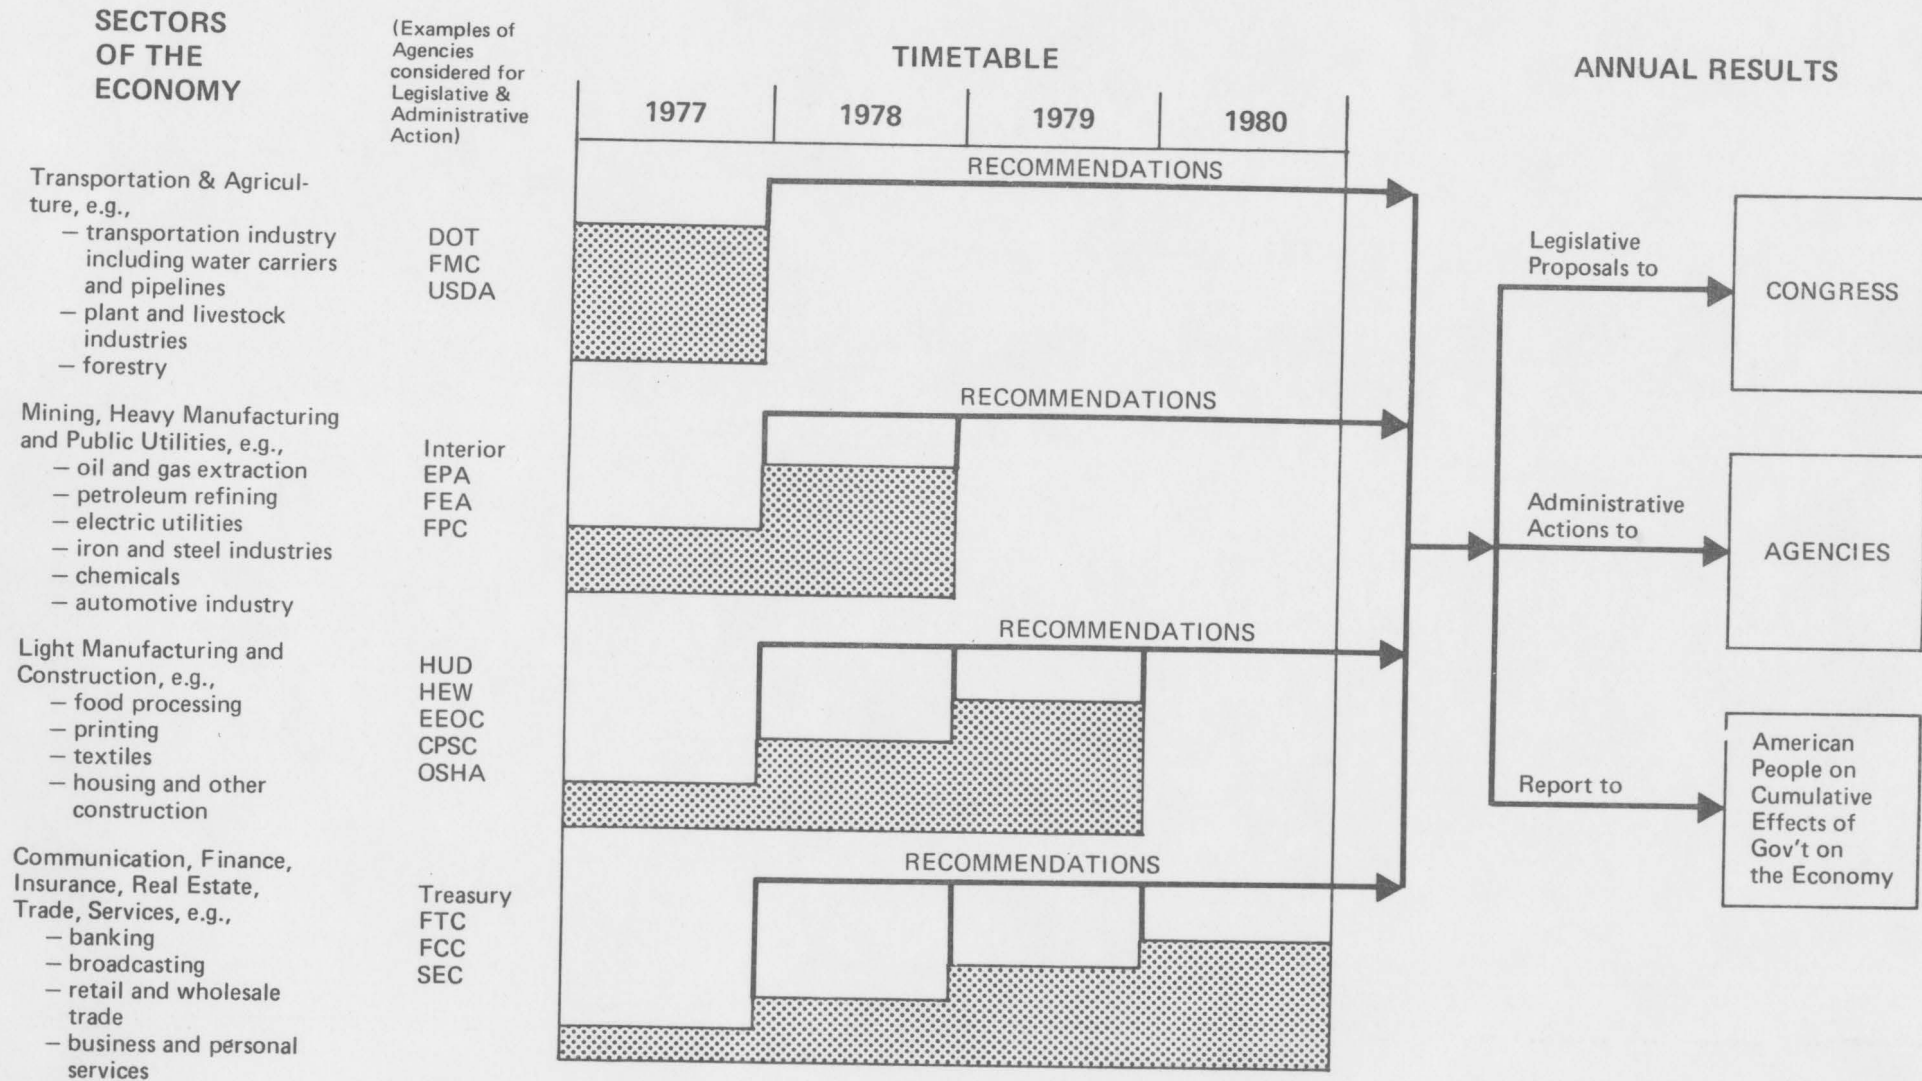 SECTORS
OF THE
ECONOMY
(Examples of
Agencies
considered for
Legislative &
Administrative
Action)
TIMETABLE
1977
1978
1979
1980
ANNUAL RESULTS
Transportation & Agricul-
ture, e.g.,
— transportation industry
including water carriers
and pipelines
— plant and livestock
industries
— forestry
DOT
FMC
USDA
RECOMMENDATIONS
Mining, Heavy Manufacturing
and Public Utilities, e.g.,
— oil and gas extraction
— petroleum refining
— electric utilities
— iron and steel industries
— chemicals
— automotive industry
Interior
EPA
FEA
FPC
RECOMMENDATIONS
Light Manufacturing and
Construction, e.g.,
— food processing
— printing
— textiles
— housing and other
construction
HUD
HEW
EEOC
CPSC
OSHA
RECOMMENDATIONS
Communication, Finance,
Insurance, Real Estate,
Trade, Services, e.g.,
— banking
— broadcasting
— retail and wholesale
trade
— business and personal
services
Treasury
FTC
FCC
SEC
RECOMMENDATIONS
Legislative
Proposals to
CONGRESS
Administrative
Actions to
AGENCIES
Report to
American
People on
Cumulative
Effects of
Gov't on
the Economy